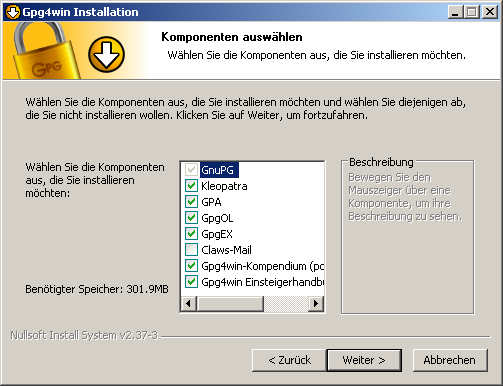 Gpg4win Installation
GPG
Komponenten auswählen
Wählen Sie die Komponenten aus, die Sie installieren möchten.
Wählen Sie die Komponenten aus, die Sie installieren möchten und wählen Sie diejenigen ab,
die Sie nicht installieren wollen. Klicken Sie auf Weiter, um fortzufahren.
Wählen Sie die Komponenten
aus, die Sie installieren
möchten:
GnuPG
Kleopatra
GPA
GpgOL
GpgEX
Claws-Mail
Gpg4win-Kompendium (pd
Gpg4win Einsteigerhandbu
Beschreibung
Bewegen Sie den
Mauszeiger über eine
Komponente, um ihre
Beschreibung zu sehen.
Benötigter Speicher: 301.9MB
Nullsoft Install System v2.37-3
< Zurück
Weiter >
Abbrechen